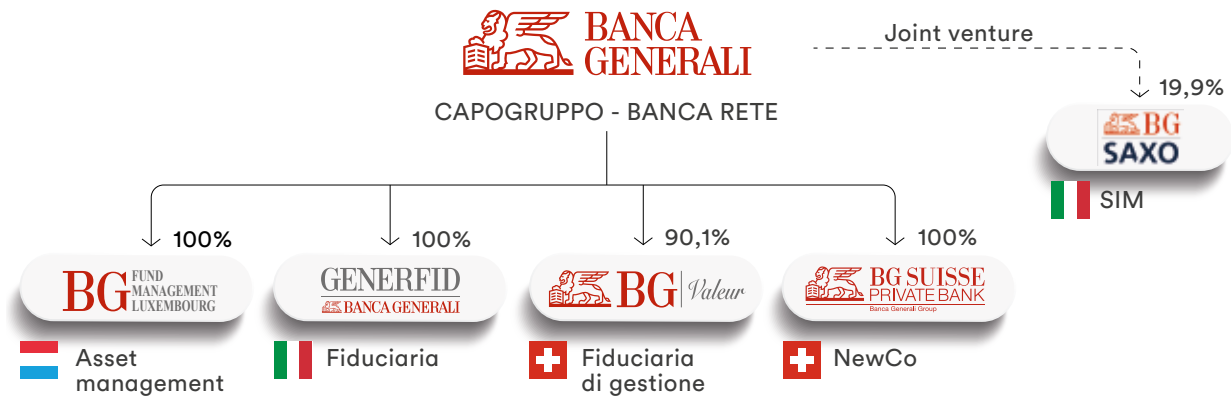 BANCA
GENERALI
Joint venture
CAPOGRUPPO - BANCA RETE
19,9%
BG
SAXO
SIM
100%
100%
90,1%
100%
BG FUND
MANAGEMENT
LUXEMBOURG
GENERFID
BANCA GENERALI
BG Valeur
BG SUISSE
PRIVATE BANK
Banca Generali Group
Asset
management
Fiduciaria
Fiduciaria
di gestione
NewCo